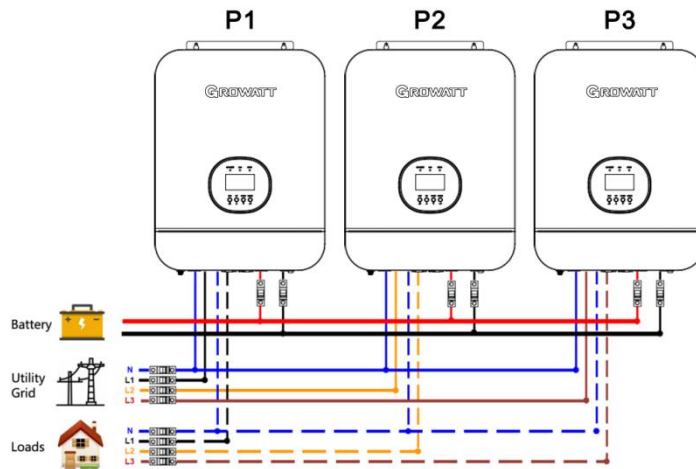 P1 P2 P3
GROWATT GROWATT GROWATT
Battery
Utility
Grid
N
L1
L2
L3
Loads
N
L1
L2
L3